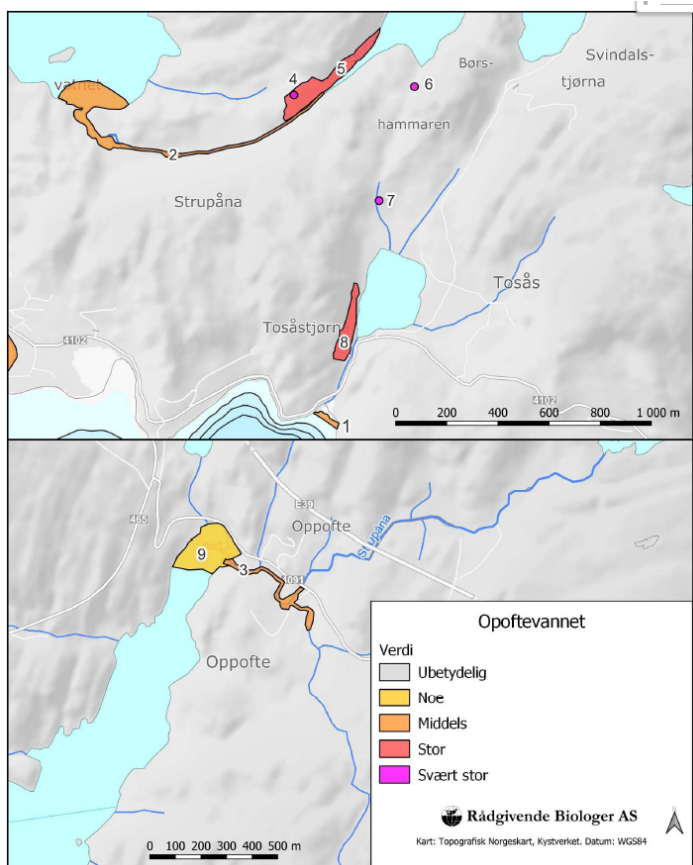 vatnet
4
5
6
Børs-
Svindals-
tjørna
hammaren
2
Strupåna
7
Tosås
Tosåstjørn
8
4102
1
4102
0 200 400 600 800 1 000 m
465
E39
Oppofte
Strupåna
9
3
4091
Oppofte
Opoftevannet
Verdi
Ubetydelig
Noe
Middels
Stor
Svært stor
Rådgivende Biologer AS
Kart: Topografisk Norgeskart, Kystverket. Datum: WGS84
0 100 200 300 400 500 m